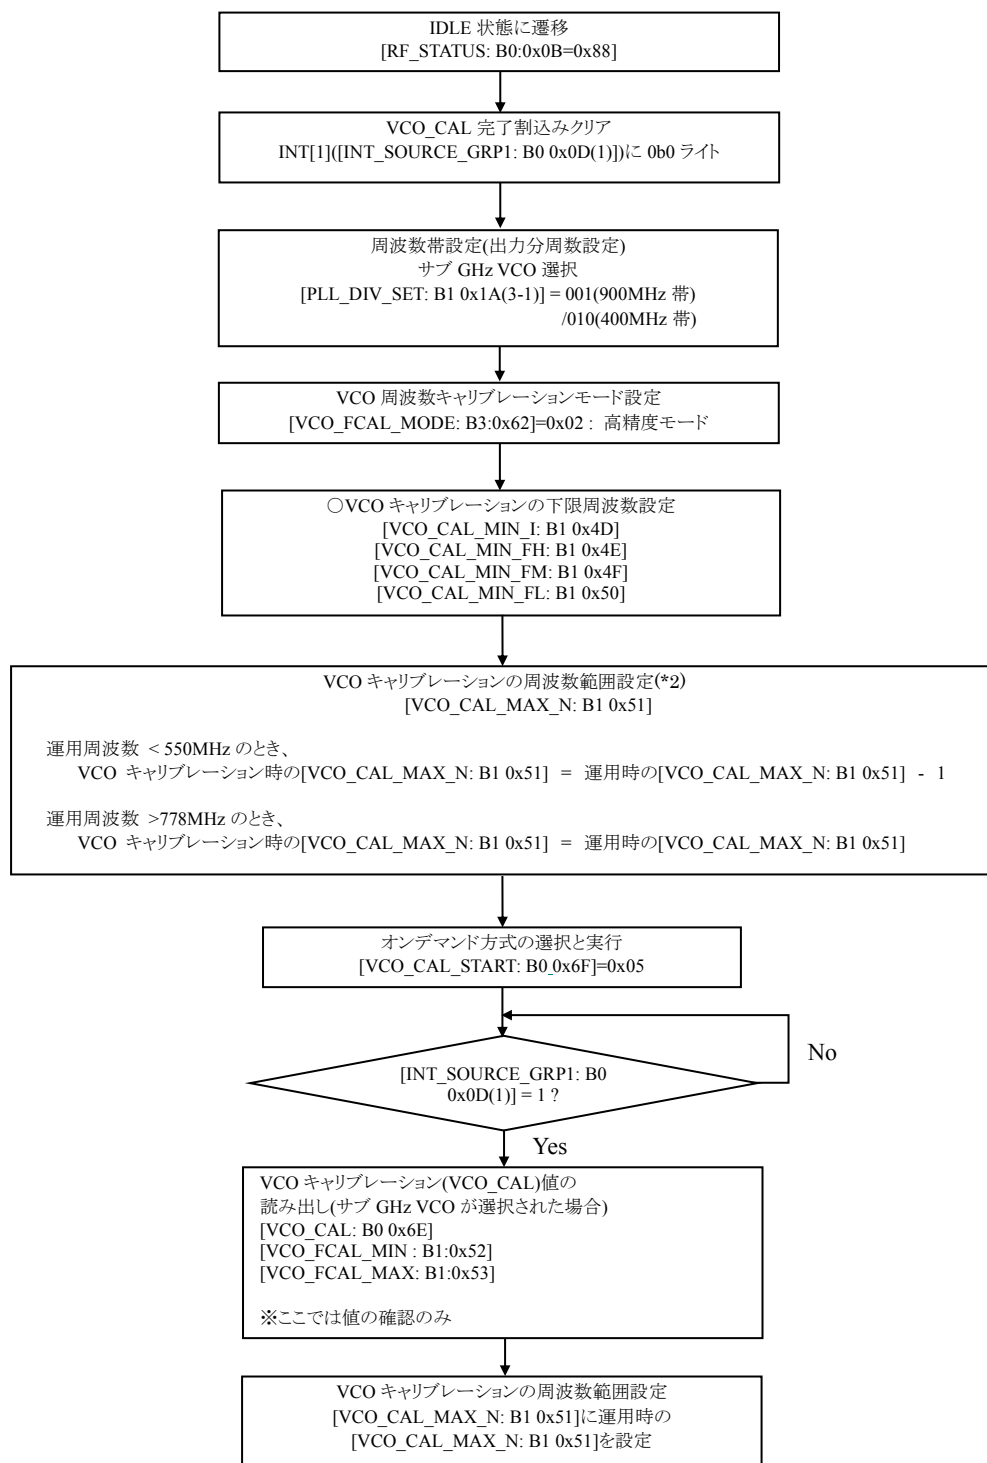 IDLE 状態に遷移
[RF_STATUS: B0:0x0B=0x88]
VCO_CAL 完了割込みクリア
INT[1]([INT_SOURCE_GRP1: B0 0x0D(1)])に 0b0 ライト
周波数帯設定(出力分周数設定)
サブ GHz VCO 選択
[PLL_DIV_SET: B1 0x1A(3-1)] = 001(900MHz 帯)
/010(400MHz 帯)
VCO 周波数キャリブレーションモード設定
[VCO_FCAL_MODE: B3:0x62]=0x02 : 高精度モード
○VCO キャリブレーションの下限周波数設定
[VCO_CAL_MIN_I: B1 0x4D]
[VCO_CAL_MIN_FH: B1 0x4E]
[VCO_CAL_MIN_FM: B1 0x4F]
[VCO_CAL_MIN_FL: B1 0x50]
VCO キャリブレーションの周波数範囲設定(*2)
[VCO_CAL_MAX_N: B1 0x51]
運用周波数 < 550MHz のとき、
VCO キャリブレーション時の[VCO_CAL_MAX_N: B1 0x51] = 運用時の[VCO_CAL_MAX_N: B1 0x51] - 1
運用周波数 >778MHz のとき、
VCO キャリブレーション時の[VCO_CAL_MAX_N: B1 0x51] = 運用時の[VCO_CAL_MAX_N: B1 0x51]
オンデマンド方式の選択と実行
[VCO_CAL_START: B0 0x6F]=0x05
[INT_SOURCE_GRP1: B0
0x0D(1)] = 1 ?
No
Yes
VCO キャリブレーション(VCO_CAL)値の
読み出し(サブ GHz VCO が選択された場合)
[VCO_CAL: B0 0x6E]
[VCO_FCAL_MIN : B1:0x52]
[VCO_FCAL_MAX: B1:0x53]
※ここでは値の確認のみ
VCO キャリブレーションの周波数範囲設定
[VCO_CAL_MAX_N: B1 0x51]に運用時の
[VCO_CAL_MAX_N: B1 0x51]を設定